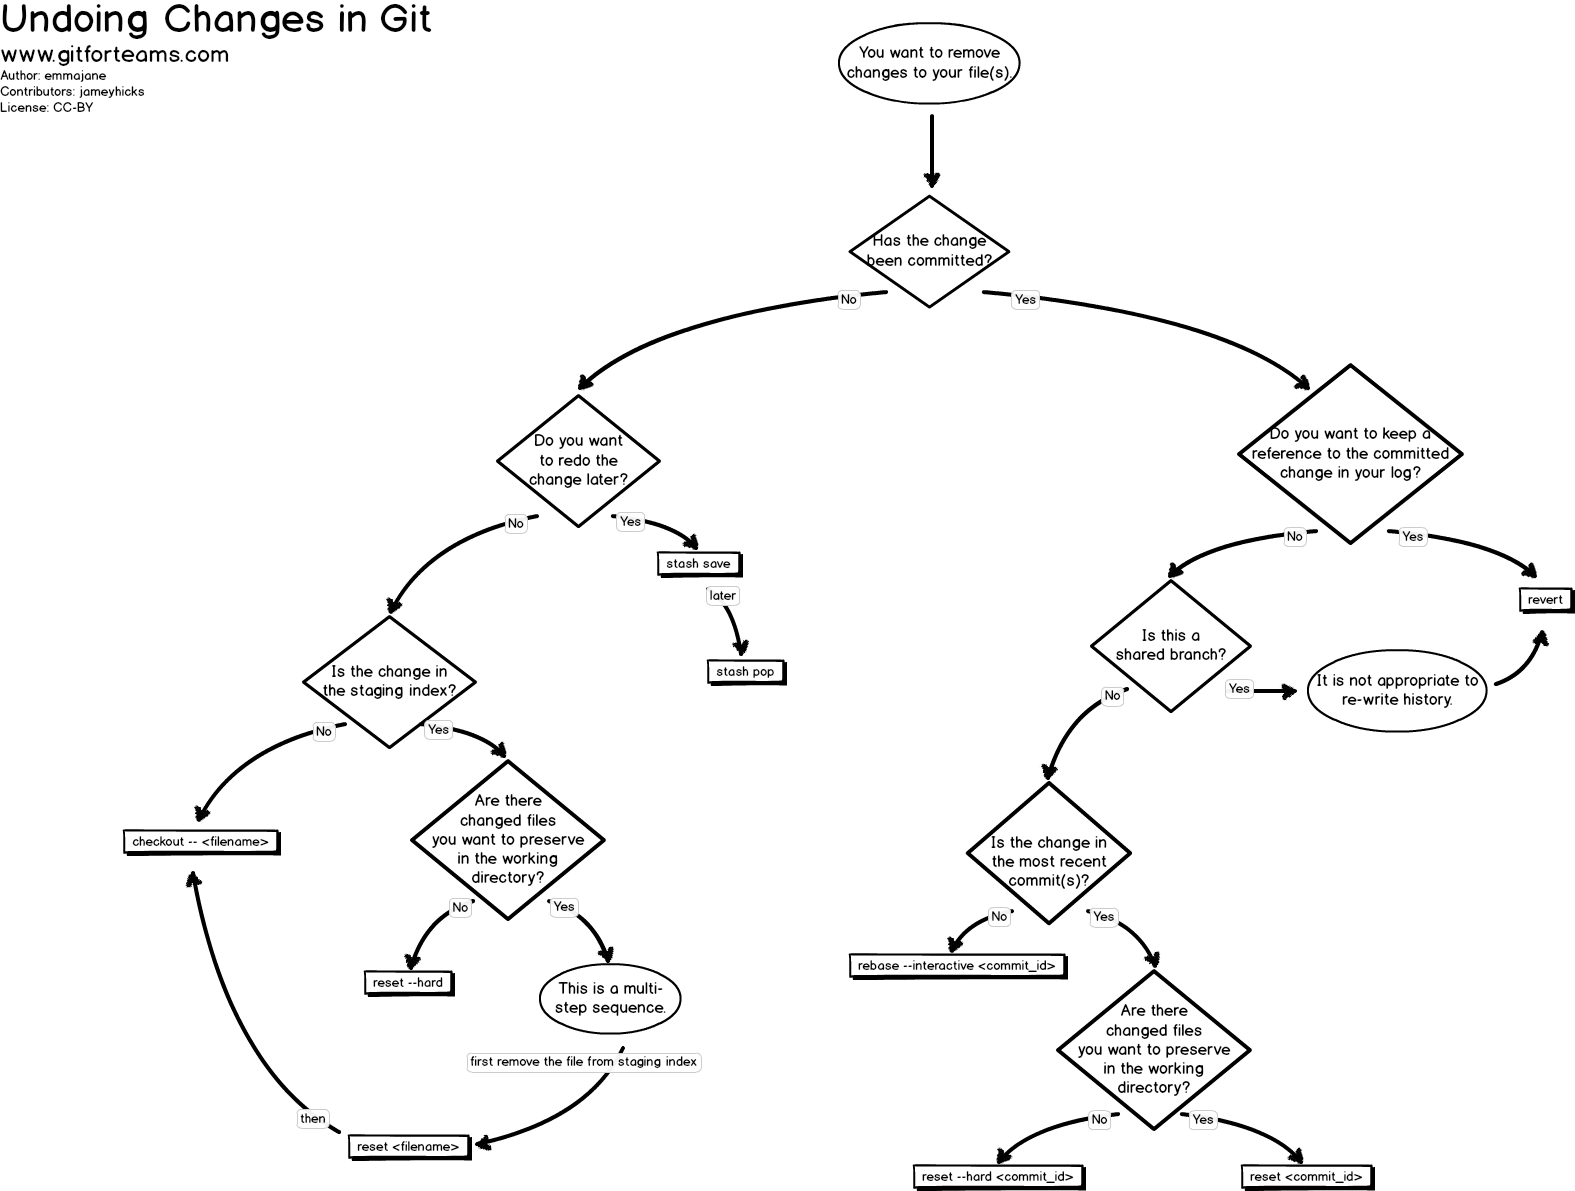 Undoing Changes in Git
www.gitforteams.com
Author: emmajane
Contributors: jameyhicks
License: CC-BY
You want to remove
changes to your file(s).
Has the change
been committed?
No
Yes
Do you want
to redo the
change later?
No
Yes
stash save
later
stash pop
Is the change in
the staging index?
No
Yes
checkout -- <filename>
Are there
changed files
you want to preserve
in the working
directory?
No
Yes
reset --hard
This is a multi-
step sequence.
first remove the file from staging index
reset <filename>
then
Do you want to keep a
reference to the committed
change in your log?
No
Yes
revert
Is this a
shared branch?
Yes
It is not appropriate to
re-write history.
No
Is the change in
the most recent
commit(s)?
No
Yes
rebase --interactive <commit_id>
Are there
changed files
you want to preserve
in the working
directory?
No
Yes
reset --hard <commit_id>
reset <commit_id>